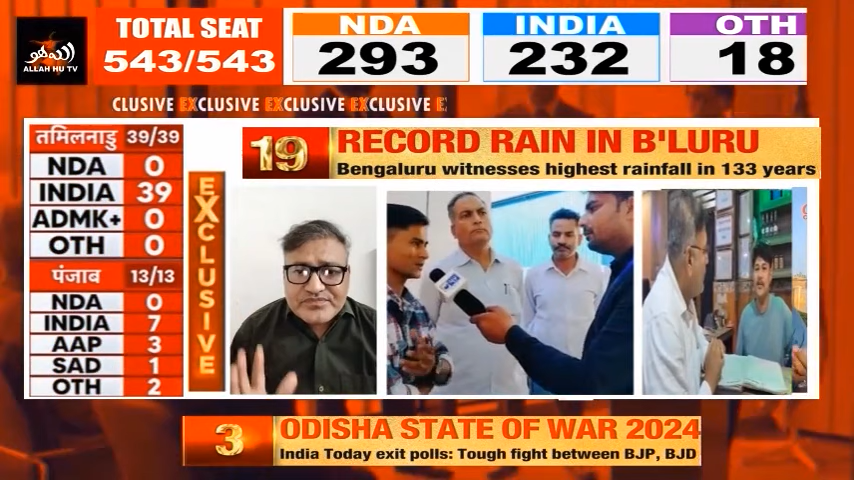 الله هو
ALLAH HU TV
TOTAL SEAT
543/543
NDA
293
INDIA
232
OTH
18
CLUSIVE EXCLUSIVE EXCLUSIVE EXCLUSIVE E
तमिलनाडु 39/39
NDA 0
INDIA 39
ADMK+ 0
OTH 0
पंजाब 13/13
NDA 0
INDIA 7
AAP 3
SAD 1
OTH 2
EXCLUSIVE
19
RECORD RAIN IN B'LURU
Bengaluru witnesses highest rainfall in 133 years
3
ODISHA STATE OF WAR 2024
India Today exit polls: Tough fight between BJP, BJD